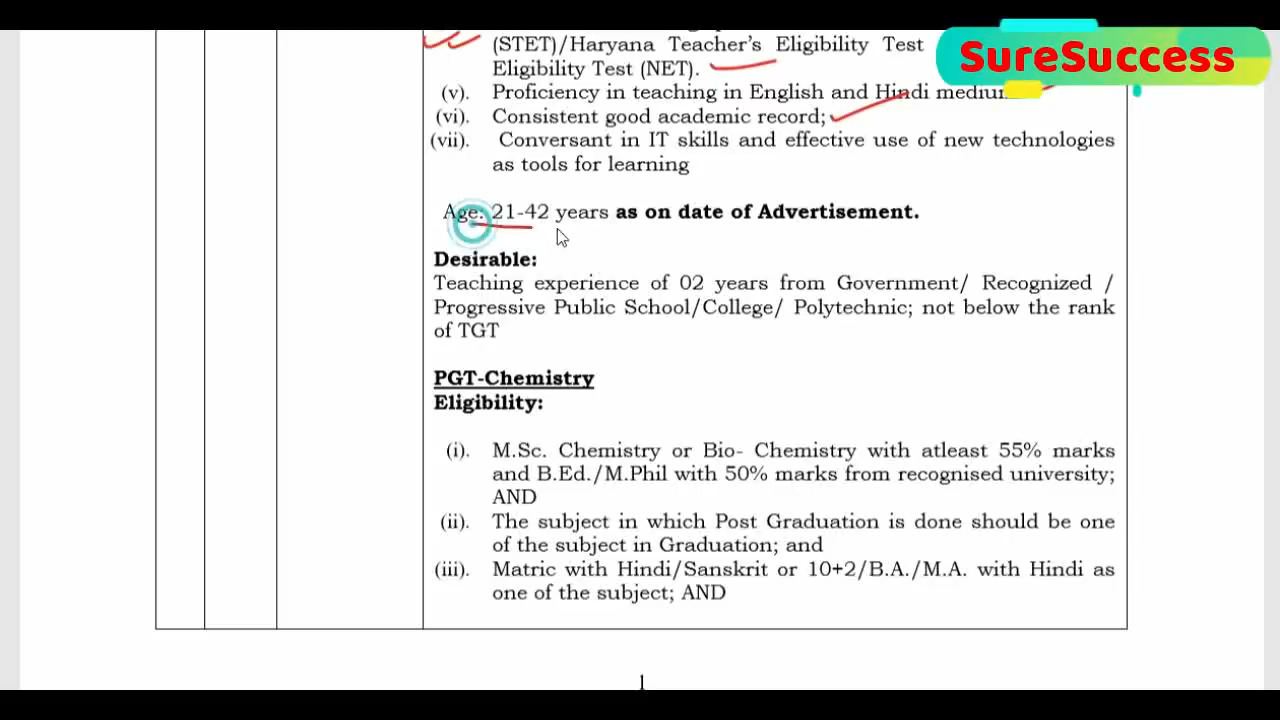 (STET)/Haryana Teacher's Eligibility Test
SureSuccess
Eligibility Test (NET).
(v). Proficiency in teaching in English and Hindi
(vi). Consistent good academic record;
(vii). Conversant in IT skills and effective use of new technologies
as tools for learning
Age: 21-42 years as on date of Advertisement.
Desirable:
Teaching experience of 02 years from Government/ Recognized /
Progressive Public School/College/ Polytechnic; not below the rank
of TGT
PGT-Chemistry
Eligibility:
(i). M.Sc. Chemistry or Bio- Chemistry with atleast 55% marks
and B.Ed./M.Phil with 50% marks from recognised university;
AND
(ii). The subject in which Post Graduation is done should be one
of the subject in Graduation; and
(iii). Matric with Hindi/Sanskrit or 10+2/B.A./M.A. with Hindi as
one of the subject; AND
1